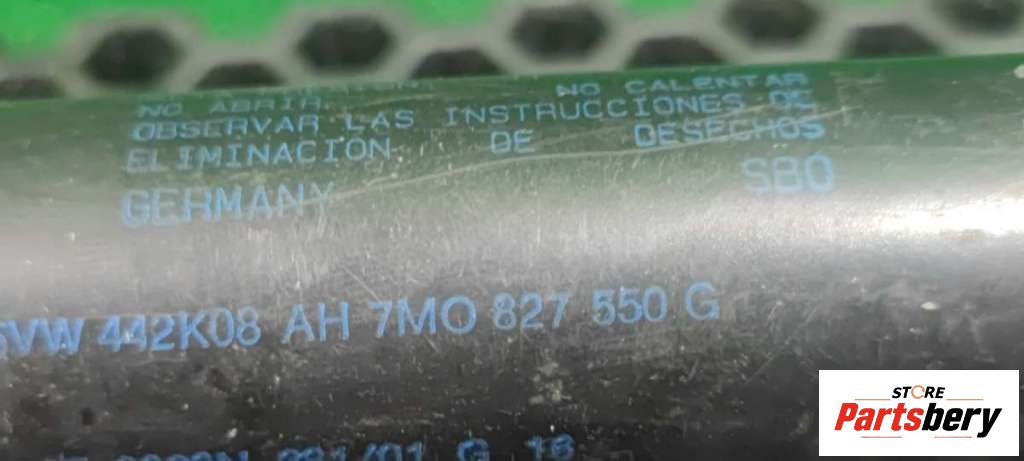 NO ABRIR. NO CALENTAR
OBSERVAR LAS INSTRUCCIONES DE
ELIMINACION DE DESECHOS
GERMANY SBO
VW 442K08 AH 7MO 827 550 G
G 16
STORE
Partsbery